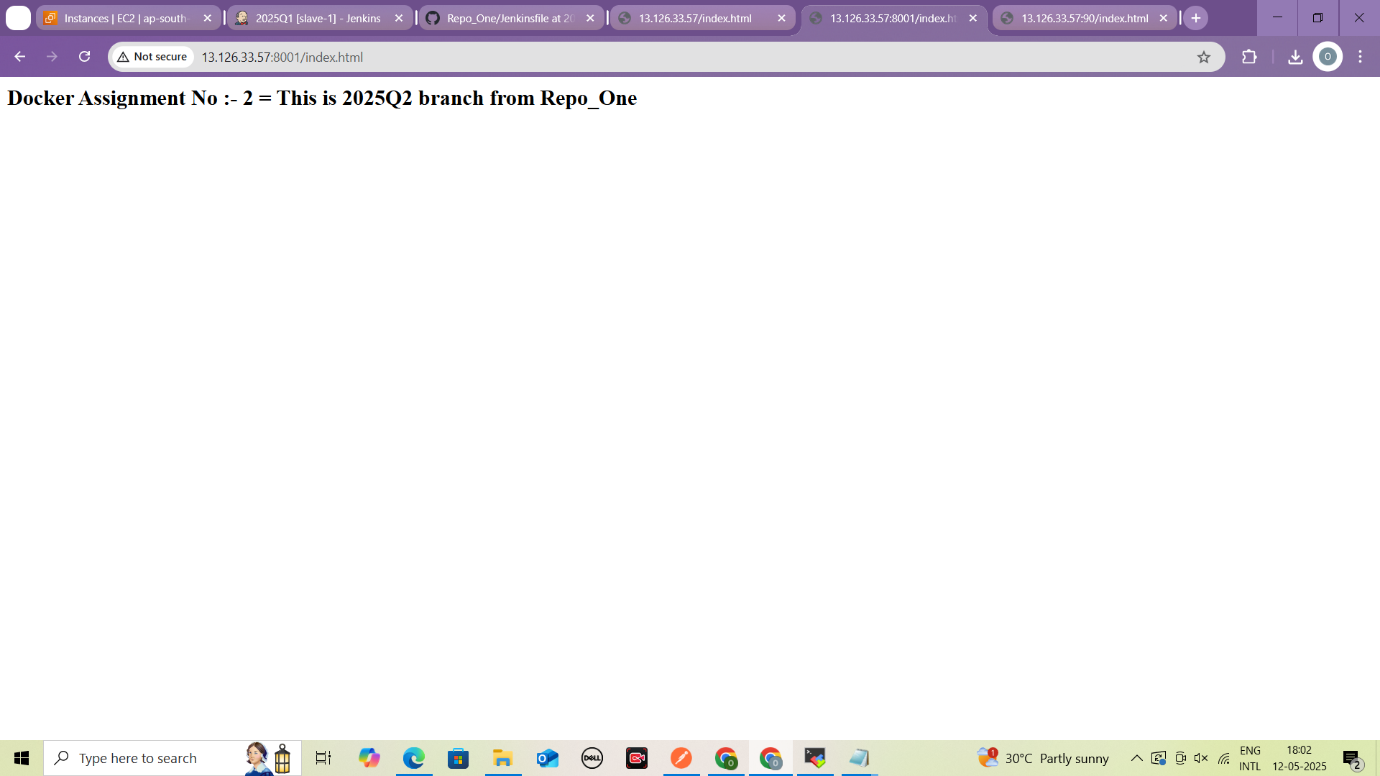 Instances | EC2 | ap-south-
2025Q1 [slave-1] - Jenkins
Repo_One/Jenkinsfile at 20
13.126.33.57/index.html
13.126.33.57:8001/index.ht
13.126.33.57:90/index.html
Not secure
13.126.33.57:8001/index.html
Docker Assignment No :- 2 = This is 2025Q2 branch from Repo_One
Type here to search
DELL
1
30°C Partly sunny
ENG
INTL
18:02
12-05-2025
2